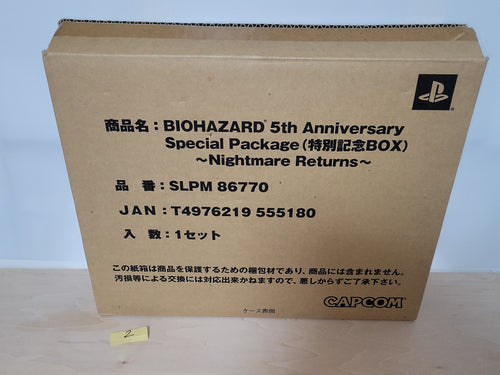 商品名：BIOHAZARD® 5th Anniversary
Special Package（特別記念BOX）
～Nightmare Returns～
品　番：SLPM 86770
JAN：T4976219 555180
入　数：1セット
この紙箱は商品を保護するための梱包材であり、商品には含まれません。
汚損等による交換には対応出来かねますので、悪しからずご了承下さい。
CAPCOM
ケース表側
2